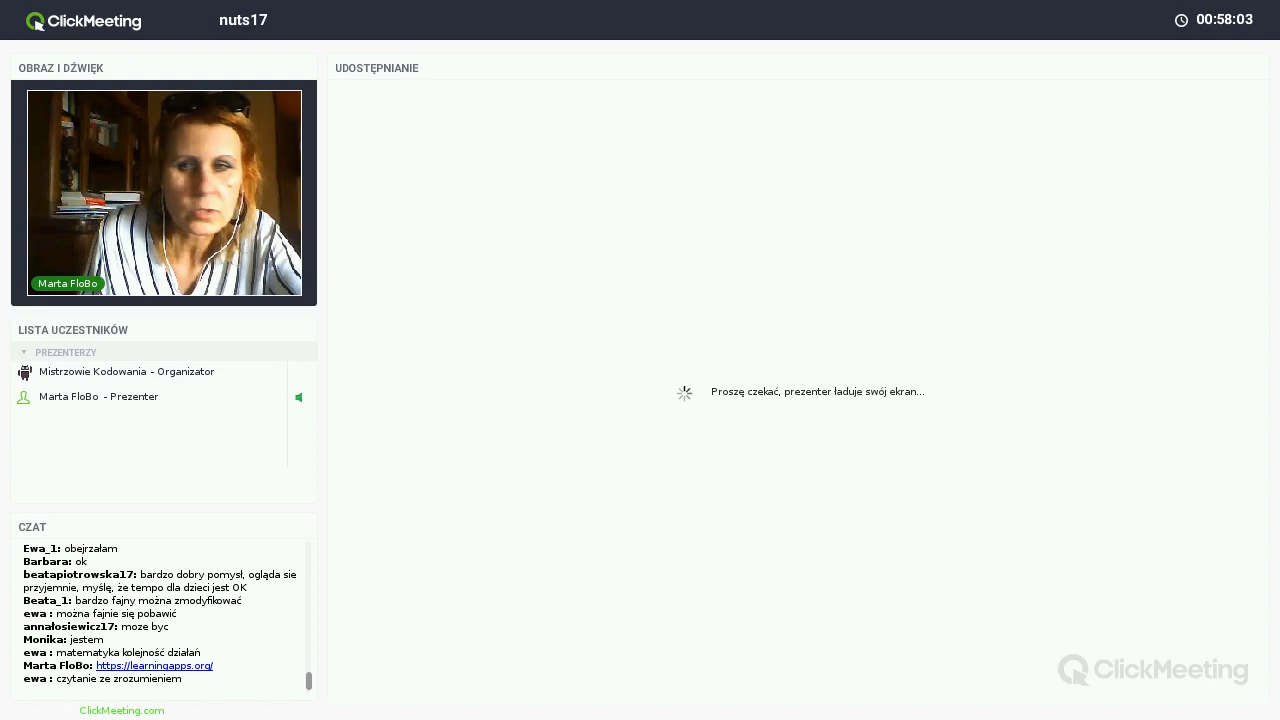 ClickMeeting
nuts17
00:58:03
OBRAZ I DŹWIĘK
Marta FloBo
LISTA UCZESTNIKÓW
PREZENTERZY
Mistrzowie Kodowania - Organizator
Marta FloBo - Prezenter
CZAT
Ewa_1: obejrzałam
Barbara: ok
beatapiotrowska17: bardzo dobry pomysł, ogląda sie
przyjemnie, myślę, że tempo dla dzieci jest OK
Beata_1: bardzo fajny można zmodyfikować
ewa : można fajnie się pobawić
annałosiewicz17: moze byc
Monika: jestem
ewa : matematyka kolejność działań
Marta FloBo: https://learningapps.org/
ewa : czytanie ze zrozumieniem
ClickMeeting.com
UDOSTĘPNIANIE
Proszę czekać, prezenter ładuje swój ekran...
ClickMeeting